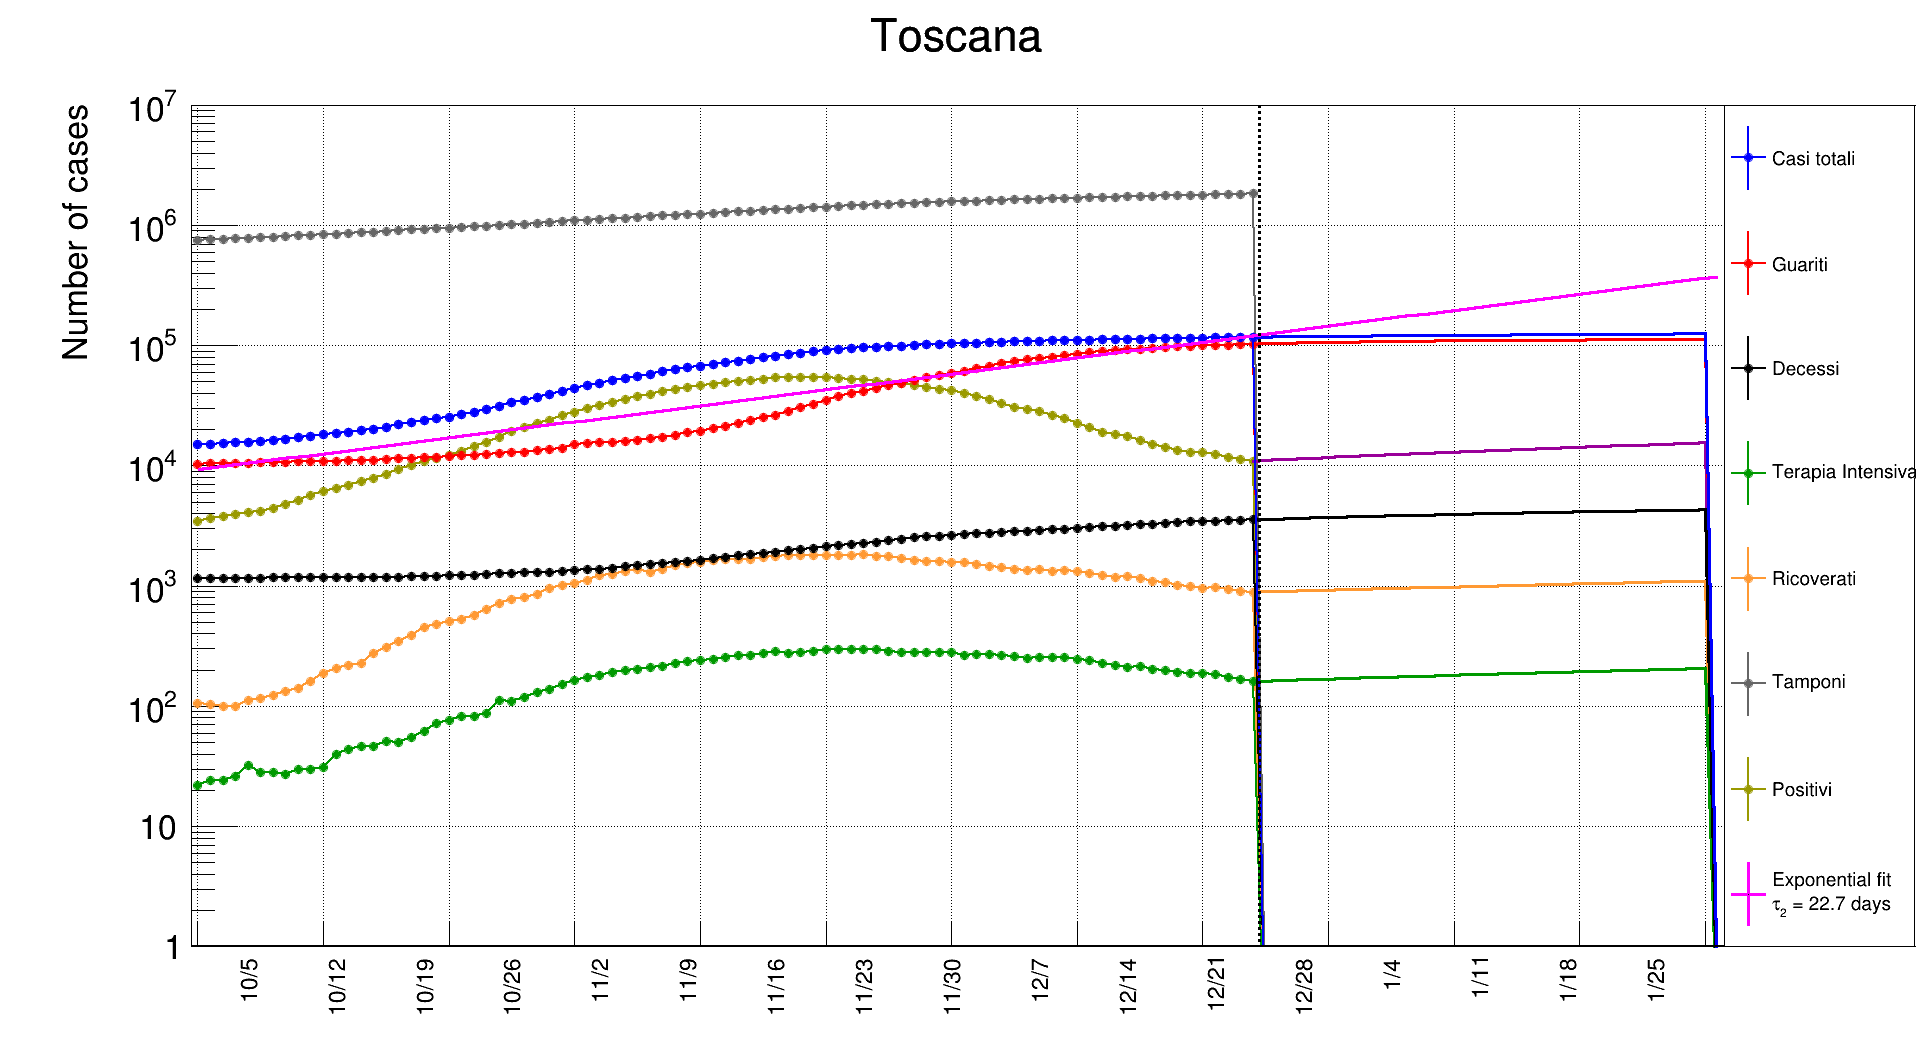 Toscana
Number of cases
10^7
10^6
10^5
10^4
10^3
10^2
10
1
10/5
10/12
10/19
10/26
11/2
11/9
11/16
11/23
11/30
12/7
12/14
12/21
12/28
1/4
1/11
1/18
1/25
Casi totali
Guariti
Decessi
Terapia Intensiva
Ricoverati
Tamponi
Positivi
Exponential fit
τ_2 = 22.7 days